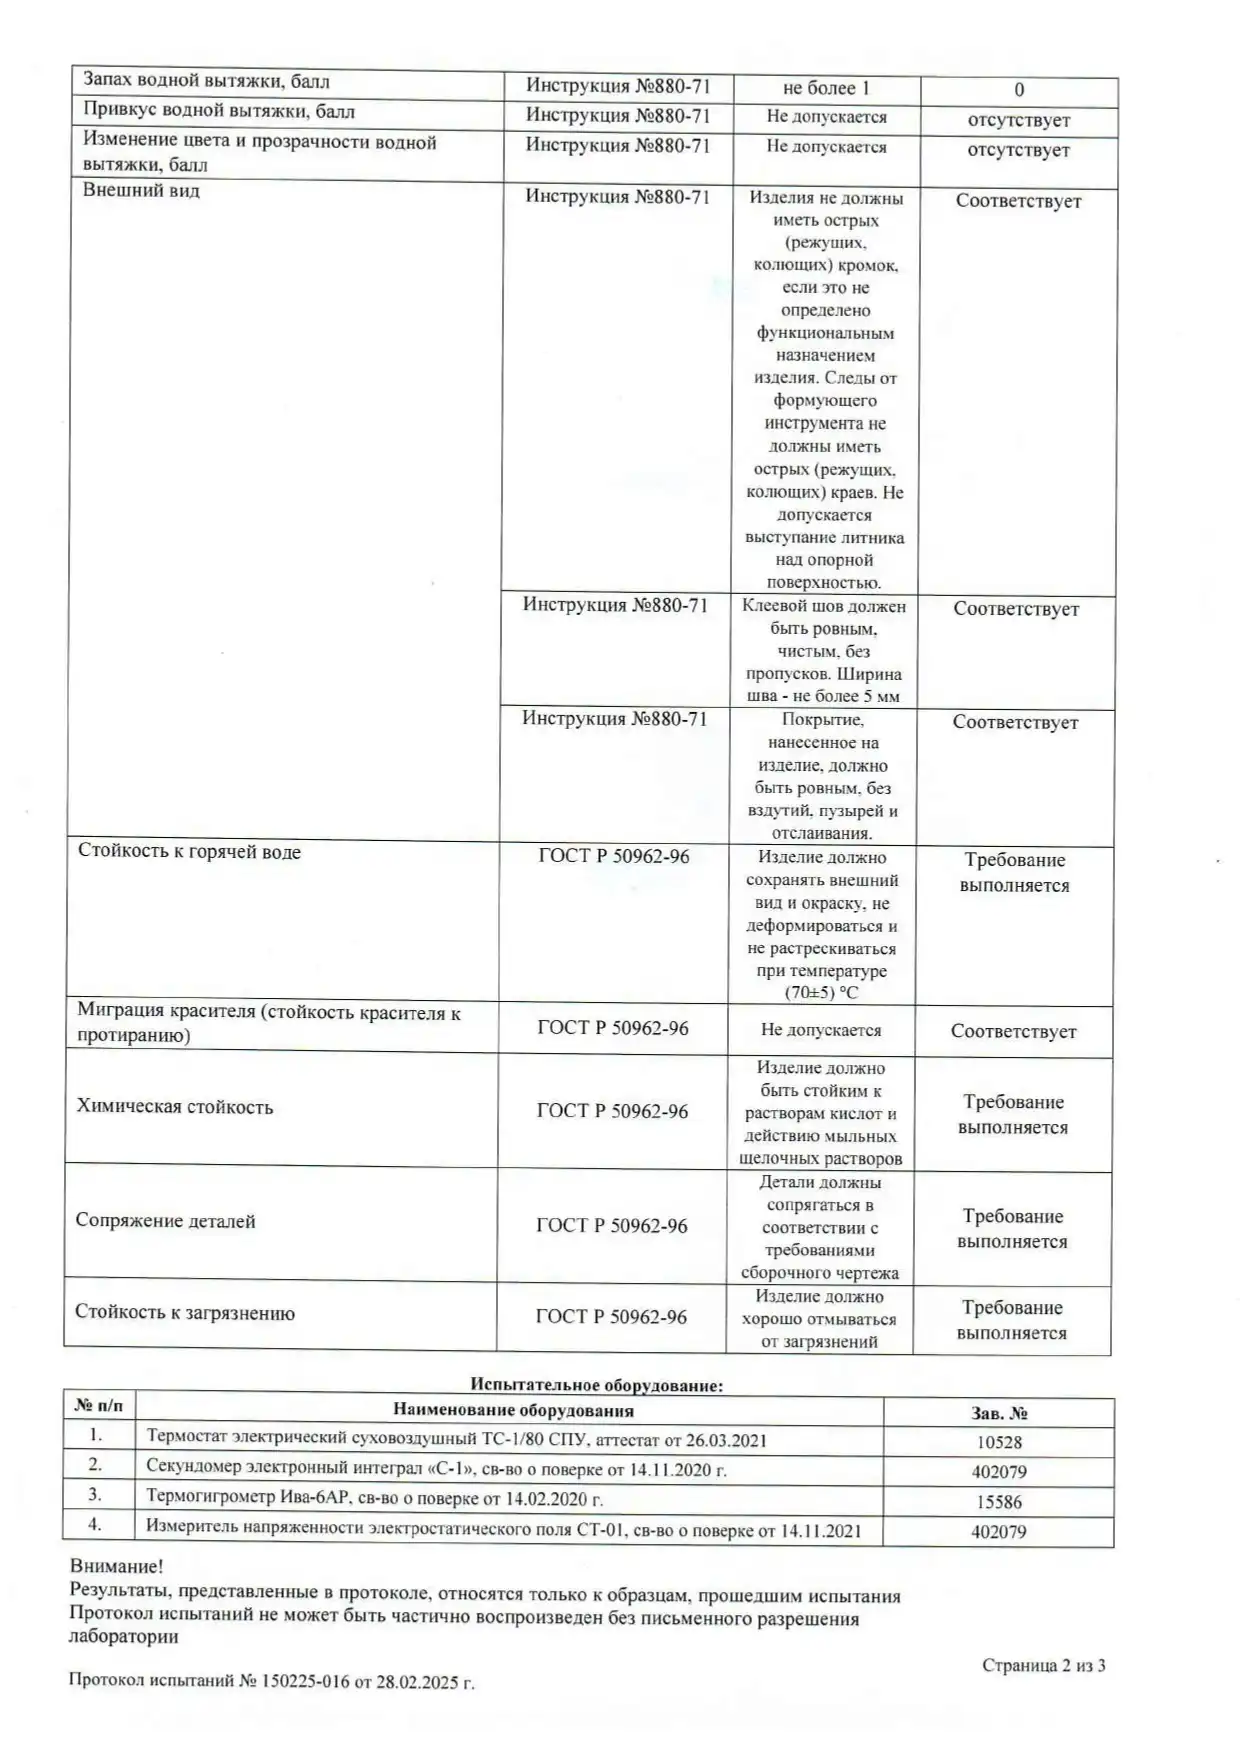 Запах водной вытяжки, балл
Инструкция №880-71
не более 1
0
Привкус водной вытяжки, балл
Инструкция №880-71
Не допускается
отсутствует
Изменение цвета и прозрачности водной
вытяжки, балл
Инструкция №880-71
Не допускается
отсутствует
Внешний вид
Инструкция №880-71
Изделия не должны
иметь острых
(режущих,
колющих) кромок,
если это не
определено
функциональным
назначением
изделия. Следы от
формующего
инструмента не
должны иметь
острых (режущих,
колющих) краев. Не
допускается
выступание литника
над опорной
поверхностью.
Соответствует
Инструкция №880-71
Клеевой шов должен
быть ровным,
чистым, без
пропусков. Ширина
шва - не более 5 мм
Соответствует
Инструкция №880-71
Покрытие,
нанесенное на
изделие, должно
быть ровным, без
вздутий, пузырей и
отслаивания.
Соответствует
Стойкость к горячей воде
ГОСТ Р 50962-96
Изделие должно
сохранять внешний
вид и окраску, не
деформироваться и
не растрескиваться
при температуре
(70±5) °С
Требование
выполняется
Миграция красителя (стойкость красителя к
протиранию)
ГОСТ Р 50962-96
Не допускается
Соответствует
Химическая стойкость
ГОСТ Р 50962-96
Изделие должно
быть стойким к
растворам кислот и
действию мыльных
щелочных растворов
Требование
выполняется
Сопряжение деталей
ГОСТ Р 50962-96
Детали должны
сопрягаться в
соответствии с
требованиями
сборочного чертежа
Требование
выполняется
Стойкость к загрязнению
ГОСТ Р 50962-96
Изделие должно
хорошо отмываться
от загрязнений
Требование
выполняется
Испытательное оборудование:
№ п/п
Наименование оборудования
Зав. №
1.
Термостат электрический суховоздушный ТС-1/80 СПУ, аттестат от 26.03.2021
10528
2.
Секундомер электронный интеграл «С-1», св-во о поверке от 14.11.2020 г.
402079
3.
Термогигрометр Ива-6АР, св-во о поверке от 14.02.2020 г.
15586
4.
Измеритель напряженности электростатического поля СТ-01, св-во о поверке от 14.11.2021
402079
Внимание!
Результаты, представленные в протоколе, относятся только к образцам, прошедшим испытания
Протокол испытаний не может быть частично воспроизведен без письменного разрешения
лаборатории
Страница 2 из 3
Протокол испытаний № 150225-016 от 28.02.2025 г.